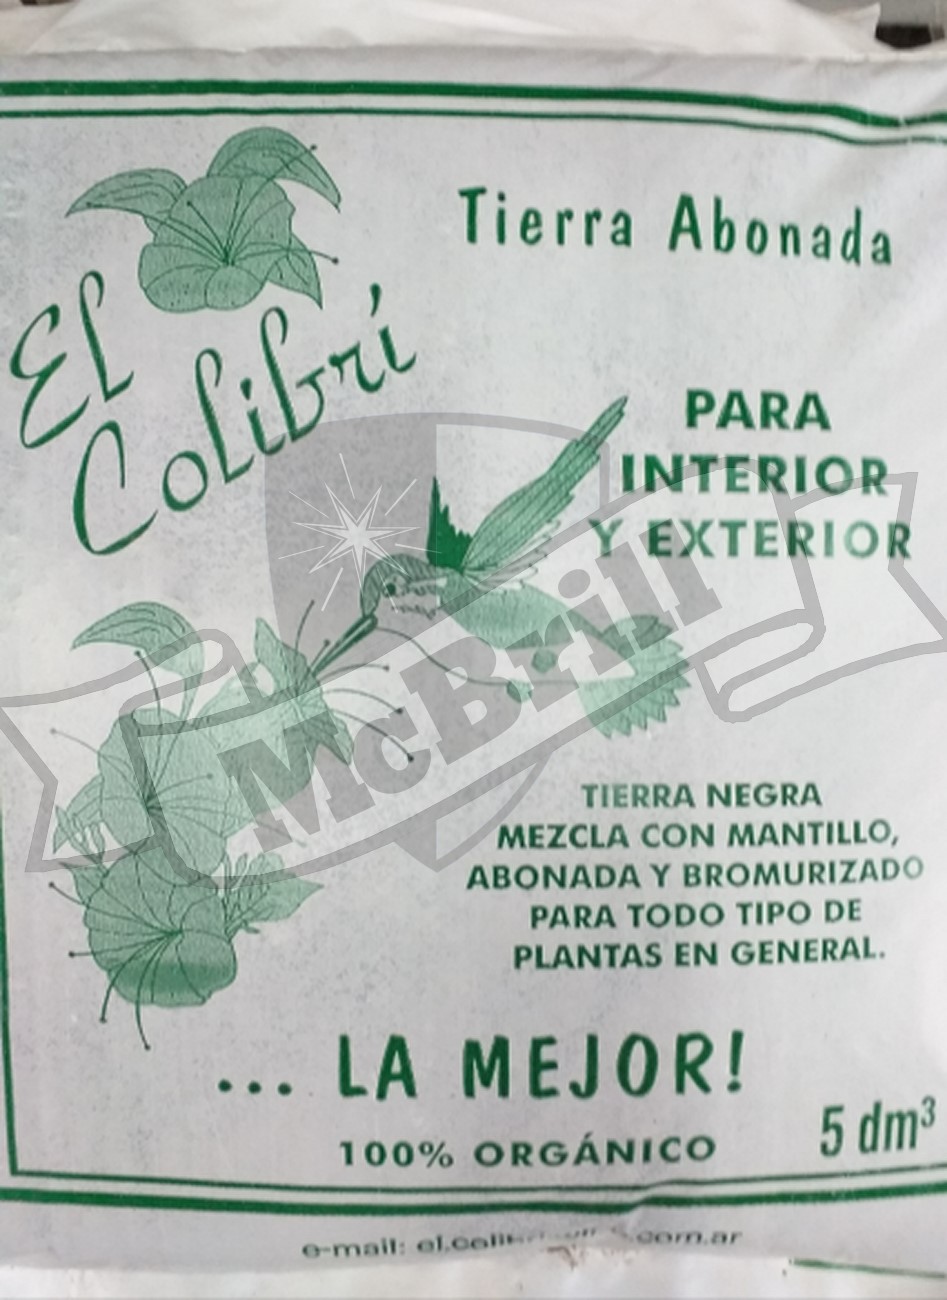 Tierra Abonada
El
Colibrí
PARA
INTERIOR
Y EXTERIOR
McBrill
TIERRA NEGRA
MEZCLA CON MANTILLO,
ABONADA Y BROMURIZADO
PARA TODO TIPO DE
PLANTAS EN GENERAL.
... LA MEJOR!
100% ORGÁNICO
5 dm³
e-mail: